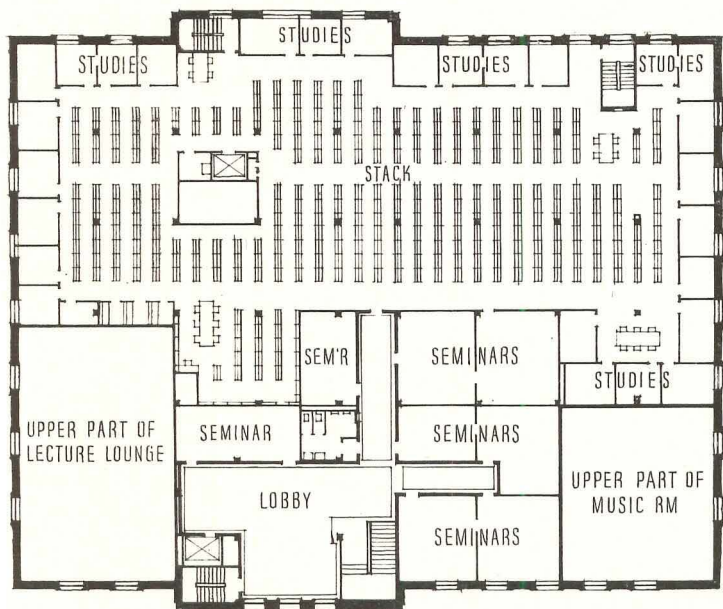 STUDIES
STUDIES
STUDIES
STUDIES
STACK
SEM'R
SEMINARS
STUDIES
UPPER PART OF
LECTURE LOUNGE
SEMINAR
SEMINARS
UPPER PART OF
MUSIC RM
LOBBY
SEMINARS